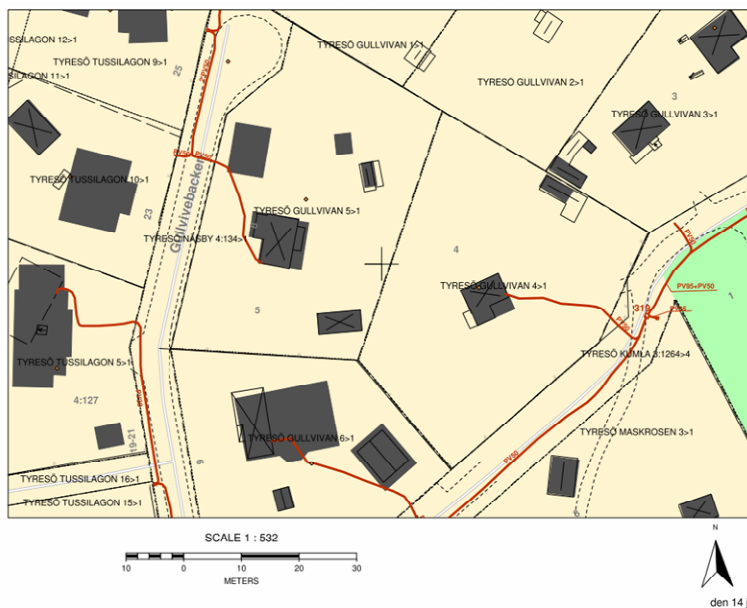 SSILAGON 12>1
TYRESÖ GULLVIVAN 1>1
TYRESÖ TUSSILAGON 9>1
25
SILAGON 11>1
TYRESÖ GULLVIVAN 2>1
3
TYRESÖ GULLVIVAN 3>1
TYRESÖ TUSSILAGON 10>1
23
Gullvivebacken
TYRESÖ GULLVIVAN 5>1
TYRESÖ NÄSBY 4:134>
4
PV50
TYRESÖ GULLVIVAN 4>1
PV95+PV50
1
5
319
PV50
TYRESÖ KUMLA 3:1264>4
TYRESÖ TUSSILAGON 5>1
4:127
TYRESÖ MASKROSEN 3>1
TYRESÖ GULLVIVAN 6>1
19-21
6
PV50
TYRESÖ TUSSILAGON 16>1
TYRESÖ TUSSILAGON 15>1
SCALE 1 : 532
10 0 10 20 30
METERS
N
den 14 j